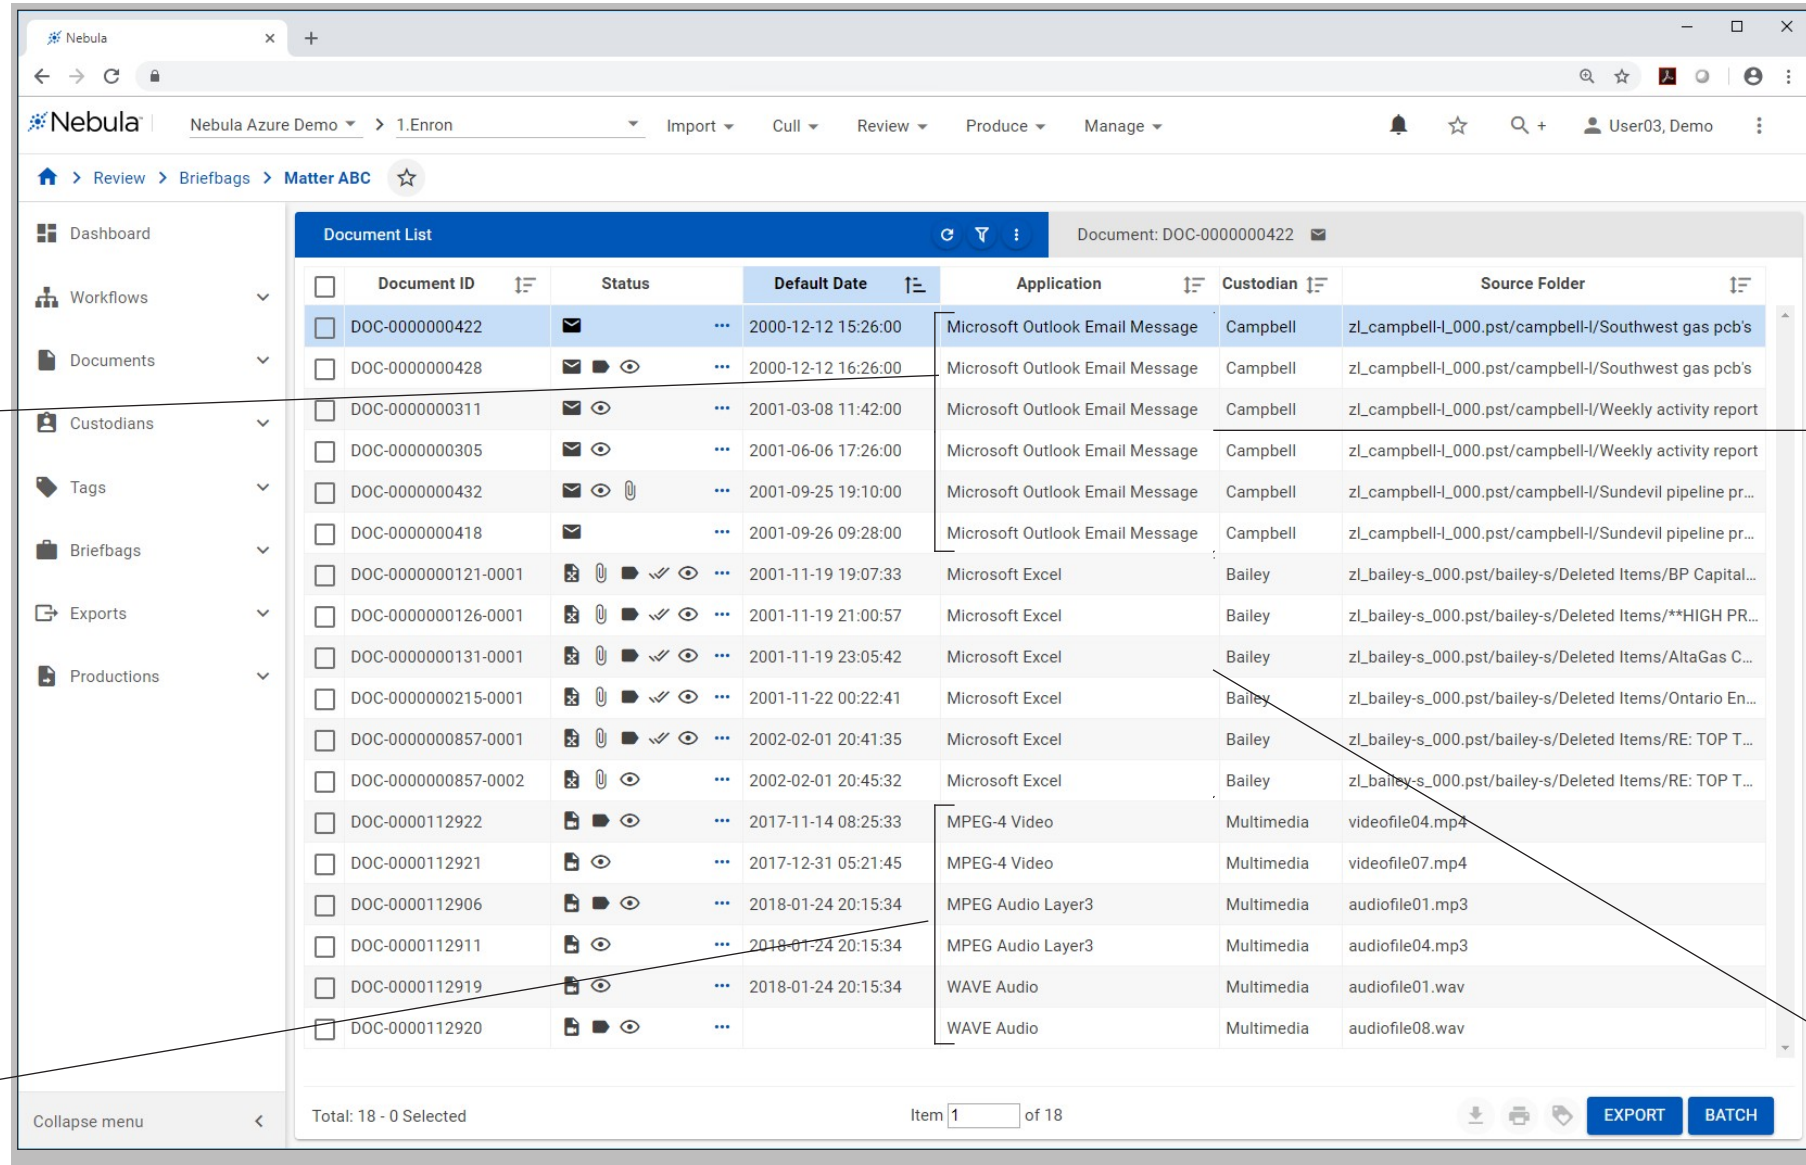 Nebula
Nebula Nebula Azure Demo > 1.Enron Import Cull Review Produce Manage User03, Demo
> Review > Briefbags > Matter ABC
Dashboard
Workflows
Documents
Custodians
Tags
Briefbags
Exports
Productions
Collapse menu
Document List Document: DOC-0000000422
Document ID Status Default Date Application Custodian Source Folder
DOC-0000000422 ... 2000-12-12 15:26:00 Microsoft Outlook Email Message Campbell zl_campbell-l_000.pst/campbell-l/Southwest gas pcb's
DOC-0000000428 ... 2000-12-12 16:26:00 Microsoft Outlook Email Message Campbell zl_campbell-l_000.pst/campbell-l/Southwest gas pcb's
DOC-0000000311 ... 2001-03-08 11:42:00 Microsoft Outlook Email Message Campbell zl_campbell-l_000.pst/campbell-l/Weekly activity report
DOC-0000000305 ... 2001-06-06 17:26:00 Microsoft Outlook Email Message Campbell zl_campbell-l_000.pst/campbell-l/Weekly activity report
DOC-0000000432 ... 2001-09-25 19:10:00 Microsoft Outlook Email Message Campbell zl_campbell-l_000.pst/campbell-l/Sundevil pipeline pr...
DOC-0000000418 ... 2001-09-26 09:28:00 Microsoft Outlook Email Message Campbell zl_campbell-l_000.pst/campbell-l/Sundevil pipeline pr...
DOC-0000000121-0001 ... 2001-11-19 19:07:33 Microsoft Excel Bailey zl_bailey-s_000.pst/bailey-s/Deleted Items/BP Capital...
DOC-0000000126-0001 ... 2001-11-19 21:00:57 Microsoft Excel Bailey zl_bailey-s_000.pst/bailey-s/Deleted Items/**HIGH PR...
DOC-0000000131-0001 ... 2001-11-19 23:05:42 Microsoft Excel Bailey zl_bailey-s_000.pst/bailey-s/Deleted Items/AltaGas C...
DOC-0000000215-0001 ... 2001-11-22 00:22:41 Microsoft Excel Bailey zl_bailey-s_000.pst/bailey-s/Deleted Items/Ontario En...
DOC-0000000857-0001 ... 2002-02-01 20:41:35 Microsoft Excel Bailey zl_bailey-s_000.pst/bailey-s/Deleted Items/RE: TOP T...
DOC-0000000857-0002 ... 2002-02-01 20:45:32 Microsoft Excel Bailey zl_bailey-s_000.pst/bailey-s/Deleted Items/RE: TOP T...
DOC-0000112922 ... 2017-11-14 08:25:33 MPEG-4 Video Multimedia videofile04.mp4
DOC-0000112921 ... 2017-12-31 05:21:45 MPEG-4 Video Multimedia videofile07.mp4
DOC-0000112906 ... 2018-01-24 20:15:34 MPEG Audio Layer3 Multimedia audiofile01.mp3
DOC-0000112911 ... 2018-01-24 20:15:34 MPEG Audio Layer3 Multimedia audiofile04.mp3
DOC-0000112919 ... 2018-01-24 20:15:34 WAVE Audio Multimedia audiofile01.wav
DOC-0000112920 ... WAVE Audio Multimedia audiofile08.wav
Total: 18 - 0 Selected Item 1 of 18 EXPORT BATCH